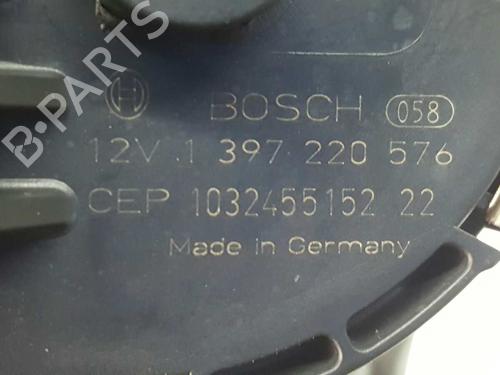 B-PARTS
BOSCH 058
12V 1 397 220 576
CEP 1032455152 22
Made in Germany